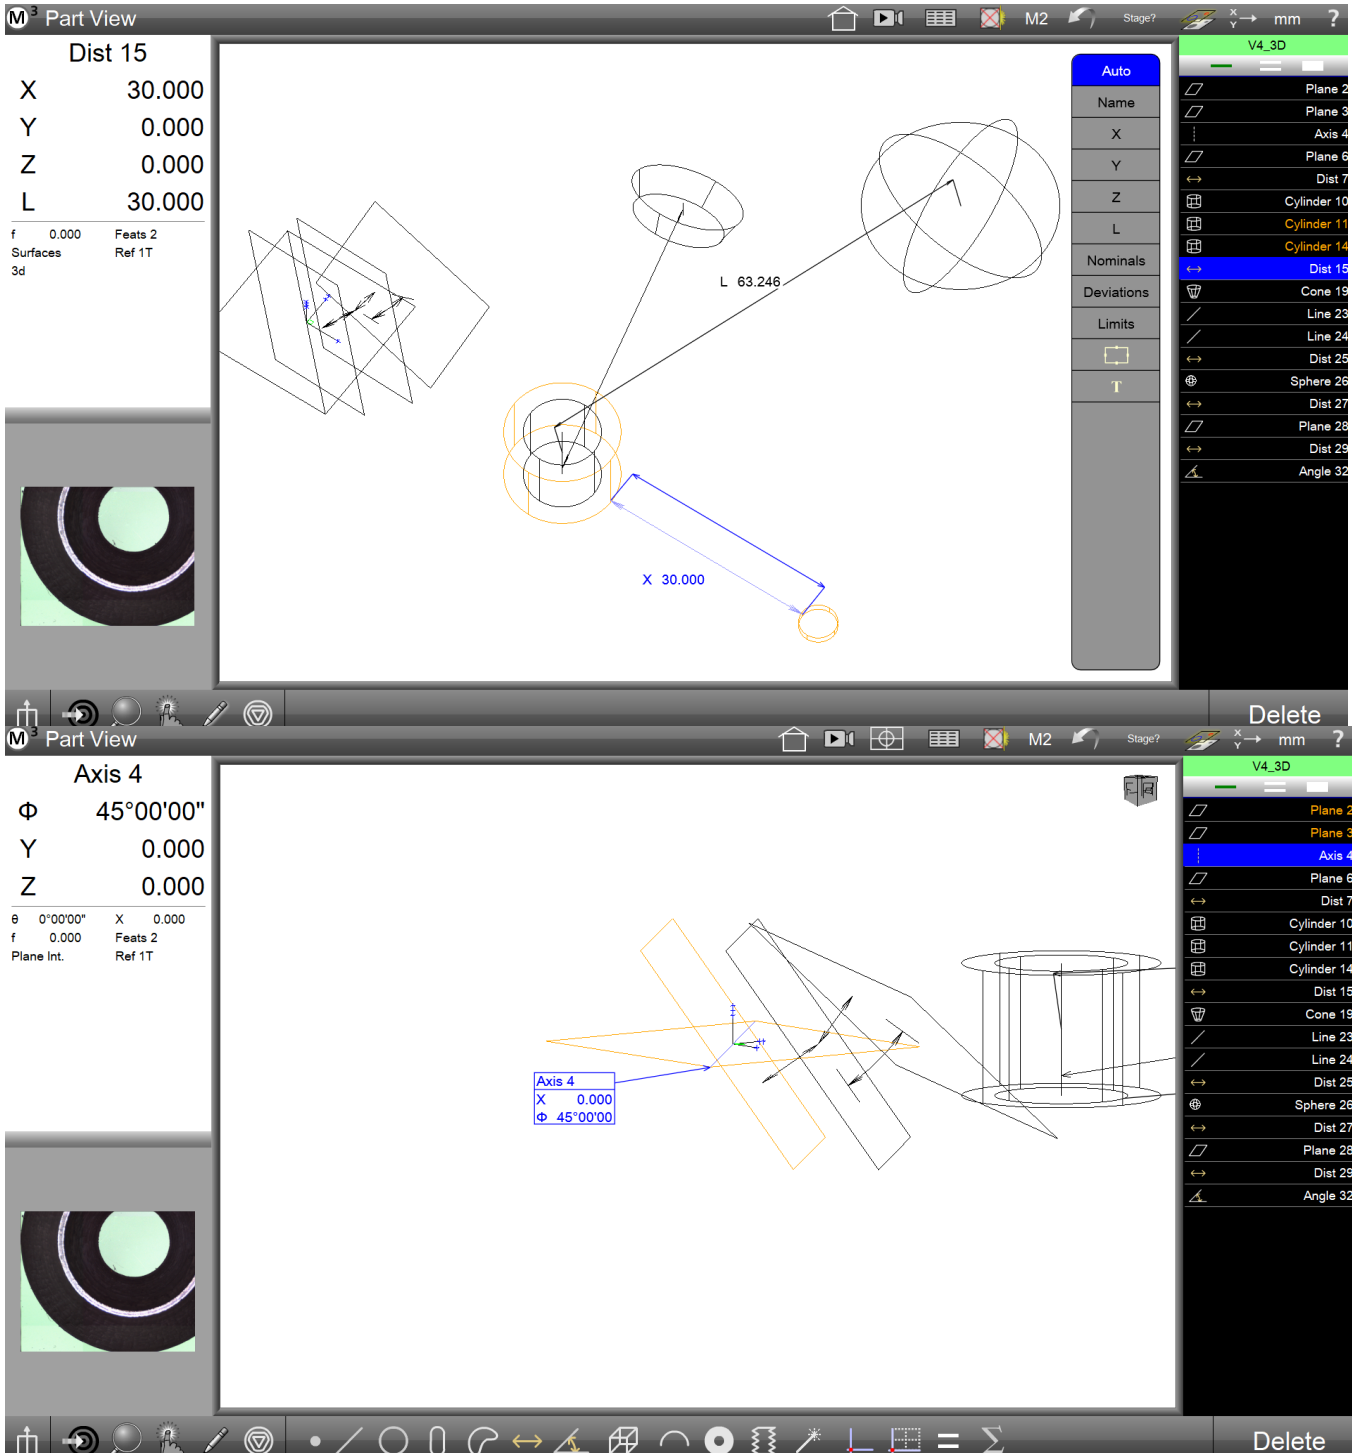 M3 Part View
M2
Stage?
X
Y
mm
?
Dist 15
X 30.000
Y 0.000
Z 0.000
L 30.000
f 0.000 Feats 2
Surfaces Ref 1T
3d
L 63.246
X 30.000
Auto
Name
X
Y
Z
L
Nominals
Deviations
Limits
T
V4_3D
Plane 2
Plane 3
Axis 4
Plane 6
Dist 7
Cylinder 10
Cylinder 11
Cylinder 14
Dist 15
Cone 19
Line 23
Line 24
Dist 25
Sphere 26
Dist 27
Plane 28
Dist 29
Angle 32
Delete
M3 Part View
M2
Stage?
X
Y
mm
?
Axis 4
Φ 45°00'00"
Y 0.000
Z 0.000
θ 0°00'00" X 0.000
f 0.000 Feats 2
Plane Int. Ref 1T
Axis 4
X 0.000
Φ 45°00'00
V4_3D
Plane 2
Plane 3
Axis 4
Plane 6
Dist 7
Cylinder 10
Cylinder 11
Cylinder 14
Dist 15
Cone 19
Line 23
Line 24
Dist 25
Sphere 26
Dist 27
Plane 28
Dist 29
Angle 32
Delete